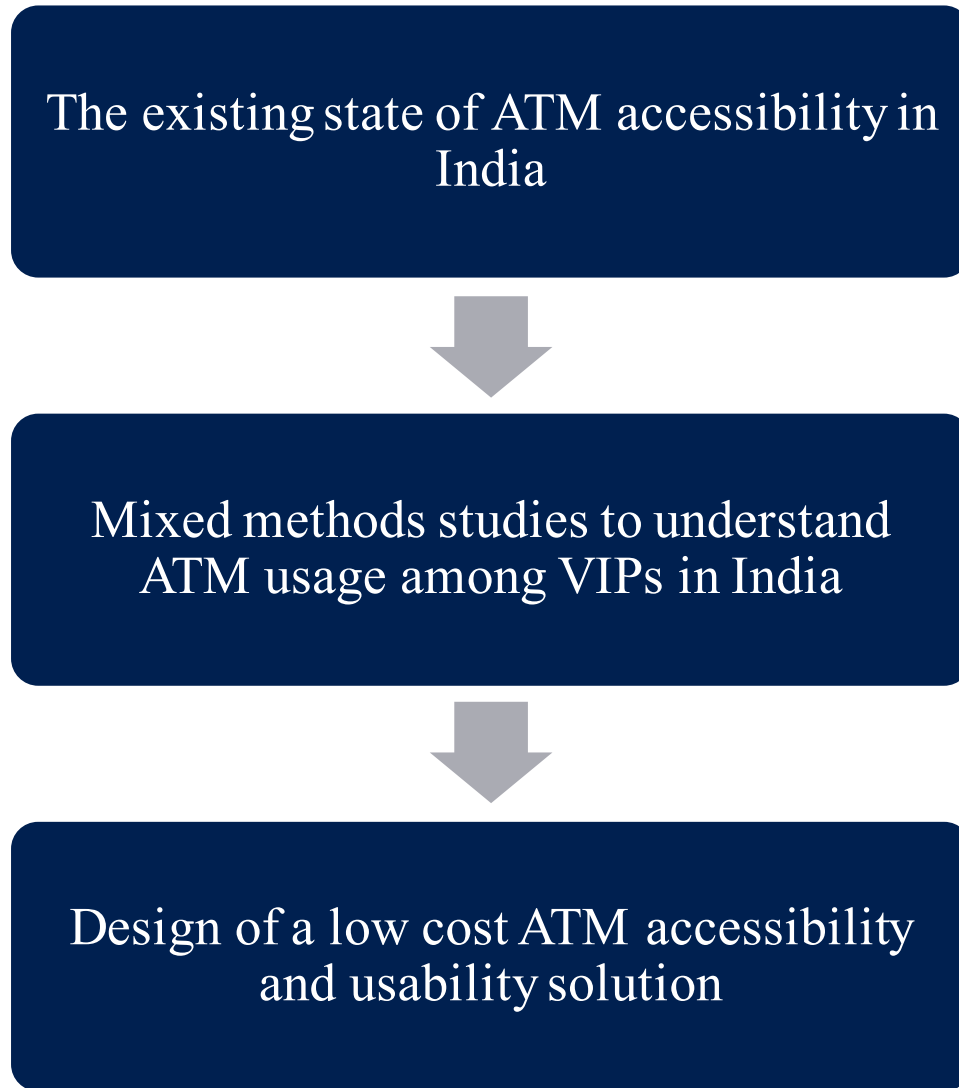 The existing state of ATM accessibility in
India
Mixed methods studies to understand
ATM usage among VIPs in India
Design of a low cost ATM accessibility
and usability solution